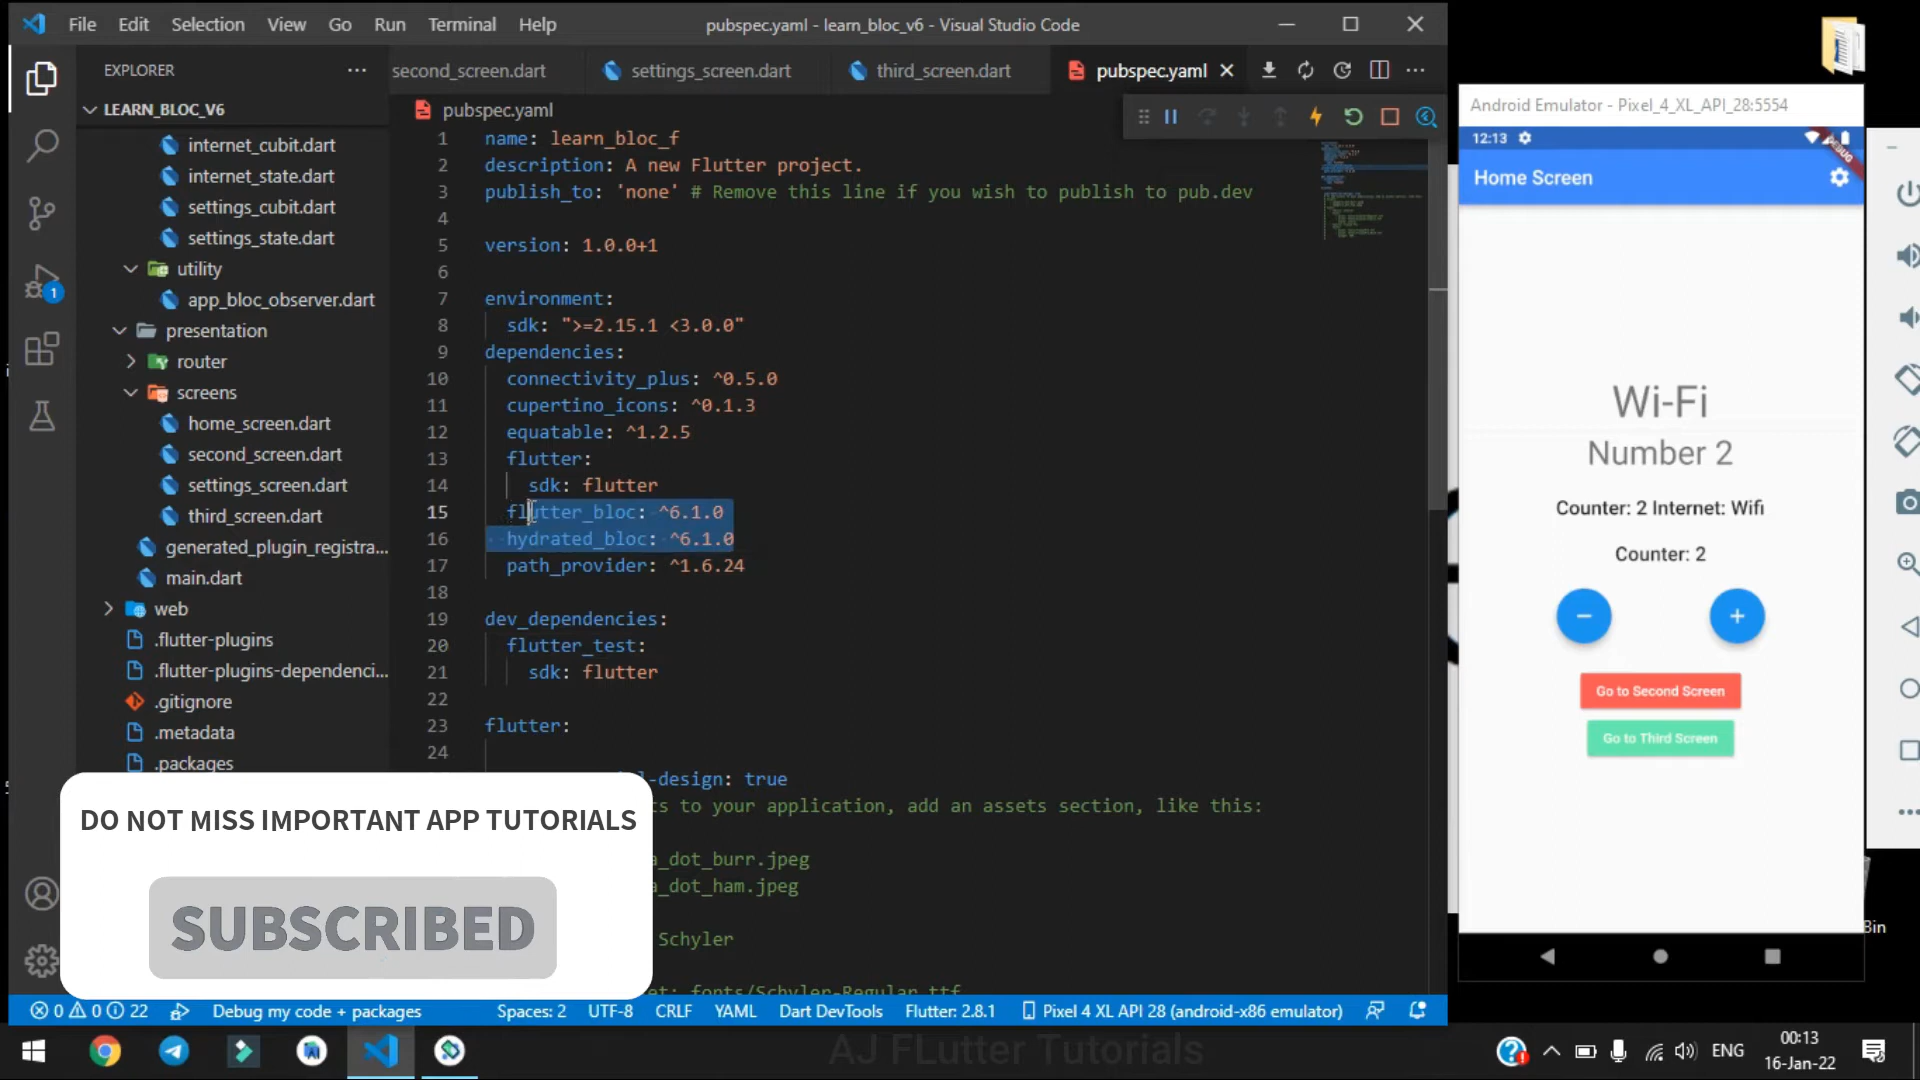 File Edit Selection View Go Run Terminal Help
pubspec.yaml - learn_bloc_v6 - Visual Studio Code
EXPLORER
second_screen.dart settings_screen.dart third_screen.dart pubspec.yaml
LEARN_BLOC_V6
internet_cubit.dart
internet_state.dart
settings_cubit.dart
settings_state.dart
utility
app_bloc_observer.dart
presentation
router
screens
home_screen.dart
second_screen.dart
settings_screen.dart
third_screen.dart
generated_plugin_registra...
main.dart
web
.flutter-plugins
.flutter-plugins-dependenci...
.gitignore
.metadata
.packages
pubspec.yaml
1 name: learn_bloc_f
2 description: A new Flutter project.
3 publish_to: 'none' # Remove this line if you wish to publish to pub.dev
4
5 version: 1.0.0+1
6
7 environment:
8 sdk: ">=2.15.1 <3.0.0"
9 dependencies:
10 connectivity_plus: ^0.5.0
11 cupertino_icons: ^0.1.3
12 equatable: ^1.2.5
13 flutter:
14 sdk: flutter
15 flutter_bloc: ^6.1.0
16 hydrated_bloc: ^6.1.0
17 path_provider: ^1.6.24
18
19 dev_dependencies:
20 flutter_test:
21 sdk: flutter
22
23 flutter:
24
l-design: true
ts to your application, add an assets section, like this:
a_dot_burr.jpeg
a_dot_ham.jpeg
Schyler
et: fonts/Schyler-Regular.ttf
DO NOT MISS IMPORTANT APP TUTORIALS
SUBSCRIBED
Android Emulator - Pixel_4_XL_API_28:5554
12:13
DEBUG
Home Screen
Wi-Fi
Number 2
Counter: 2 Internet: Wifi
Counter: 2
Go to Second Screen
Go to Third Screen
Bin
1
0 0 22 Debug my code + packages Spaces: 2 UTF-8 CRLF YAML Dart DevTools Flutter: 2.8.1 Pixel 4 XL API 28 (android-x86 emulator)
AJ FLutter Tutorials
ENG
00:13
16-Jan-22